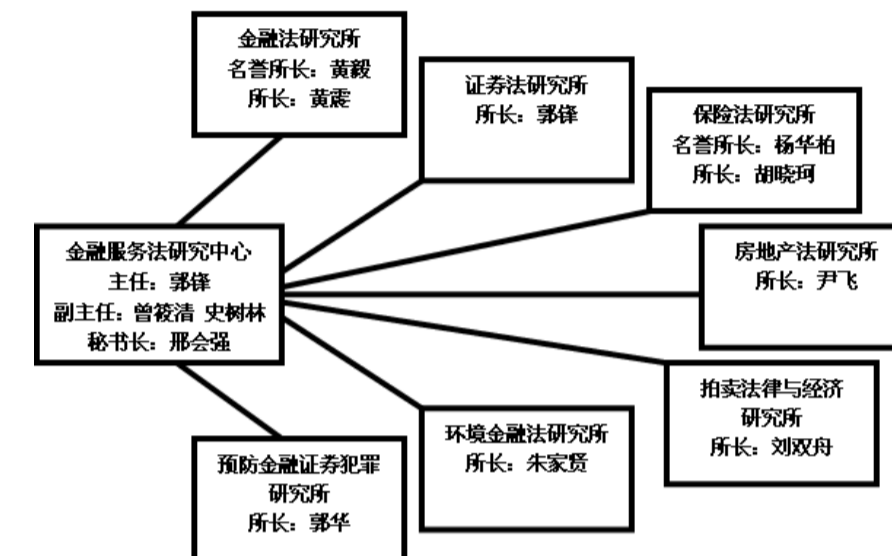 金融法研究所
名誉所长：黄毅
所长：黄震
证券法研究所
所长：郭锋
保险法研究所
名誉所长：杨华柏
所长：胡晓珂
金融服务法研究中心
主任：郭锋
副主任：曾筱清 史树林
秘书长：邢会强
房地产法研究所
所长：尹飞
拍卖法律与经济
研究所
所长：刘双舟
环境金融法研究所
所长：朱家贤
预防金融证券犯罪
研究所
所长：郭华